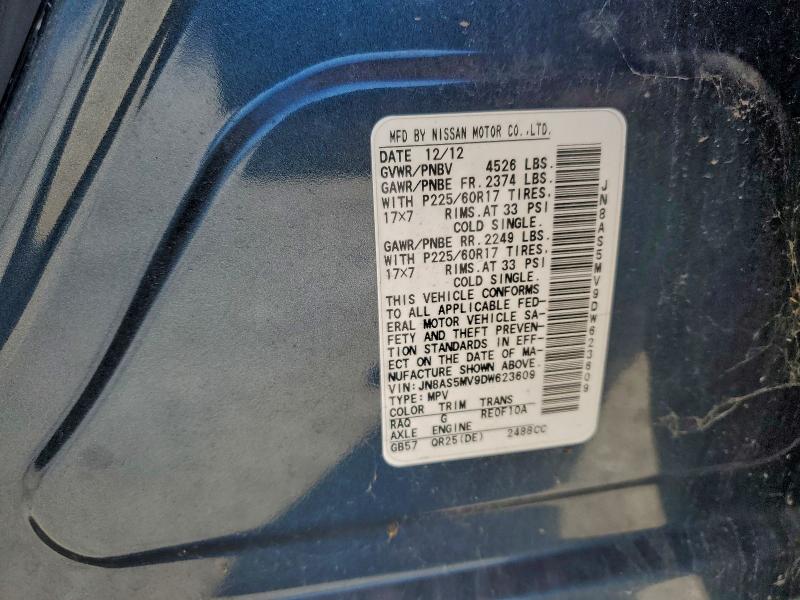 MFD BY NISSAN MOTOR CO.,LTD.
DATE 12/12
GVWR/PNBV 4526 LBS.
GAWR/PNBE FR. 2374 LBS.
WITH P225/60R17 TIRES,
17x7 RIMS.AT 33 PSI
COLD SINGLE.
GAWR/PNBE RR. 2249 LBS.
WITH P225/60R17 TIRES,
17x7 RIMS.AT 33 PSI
COLD SINGLE.
THIS VEHICLE CONFORMS
TO ALL APPLICABLE FED-
ERAL MOTOR VEHICLE SA-
FETY AND THEFT PREVEN-
TION STANDARDS IN EFF-
ECT ON THE DATE OF MA-
NUFACTURE SHOWN ABOVE.
VIN: JN8AS5MV9DW623609
TYPE: MPV
COLOR TRIM TRANS
RAQ G RE0F10A
AXLE ENGINE
GB57 QR25(DE) 2488CC
JN8AS5MV9DW623609